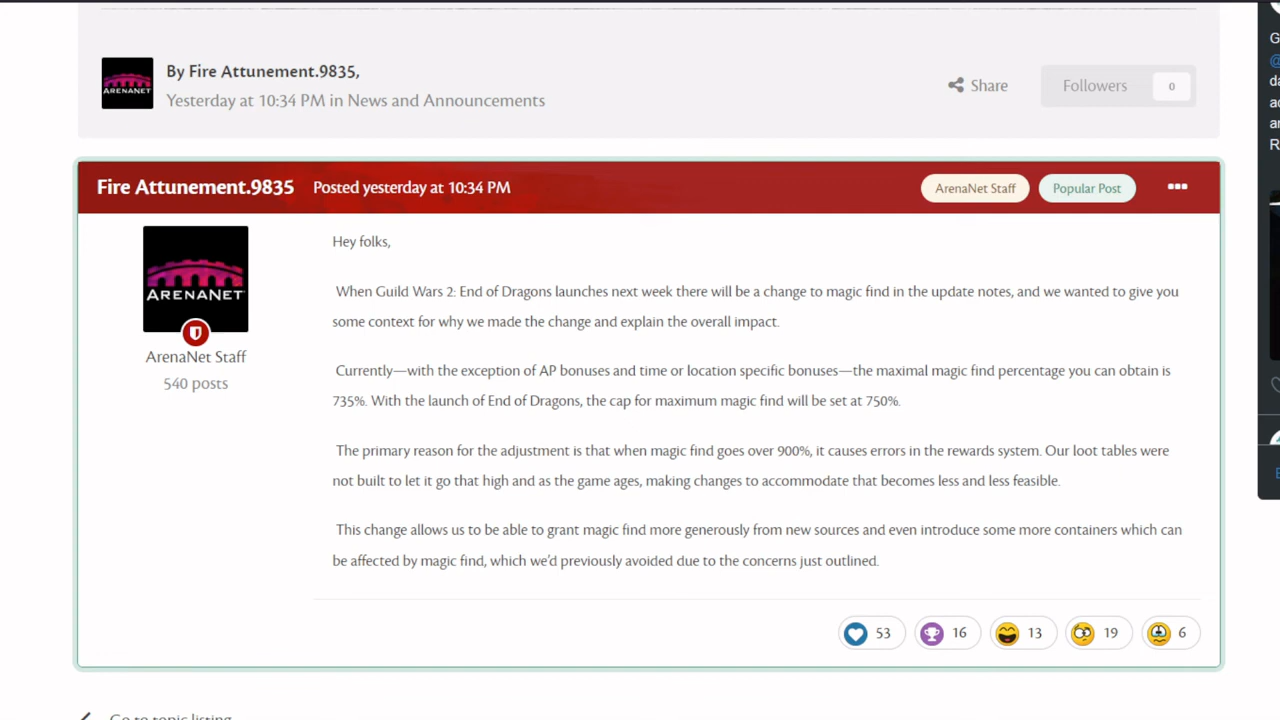 By Fire Attunement.9835,
Yesterday at 10:34 PM in News and Announcements
Share
Followers 0
Fire Attunement.9835 Posted yesterday at 10:34 PM
ArenaNet Staff Popular Post
ARENANET
ARENANET
ArenaNet Staff
540 posts
Hey folks,
When Guild Wars 2: End of Dragons launches next week there will be a change to magic find in the update notes, and we wanted to give you
some context for why we made the change and explain the overall impact.
Currently—with the exception of AP bonuses and time or location specific bonuses—the maximal magic find percentage you can obtain is
735%. With the launch of End of Dragons, the cap for maximum magic find will be set at 750%.
The primary reason for the adjustment is that when magic find goes over 900%, it causes errors in the rewards system. Our loot tables were
not built to let it go that high and as the game ages, making changes to accommodate that becomes less and less feasible.
This change allows us to be able to grant magic find more generously from new sources and even introduce some more containers which can
be affected by magic find, which we'd previously avoided due to the concerns just outlined.
53 16 13 19 6
Go to topic listing